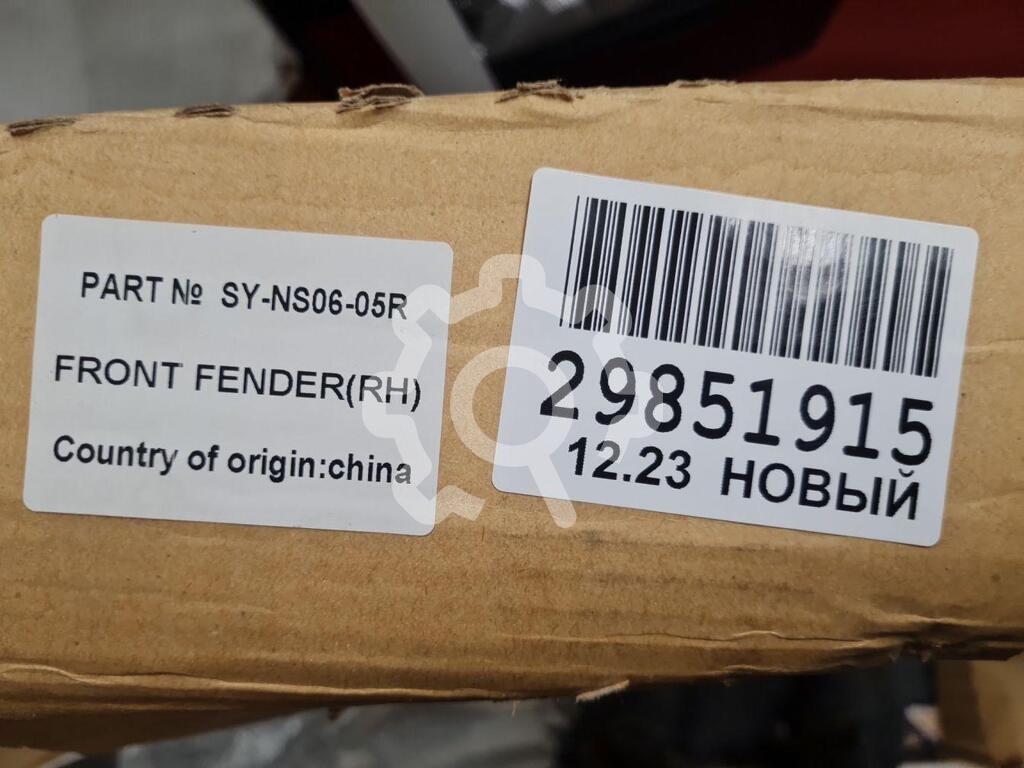 PART № SY-NS06-05R
FRONT FENDER(RH)
Country of origin:china
29851915
12.23 НОВЫЙ